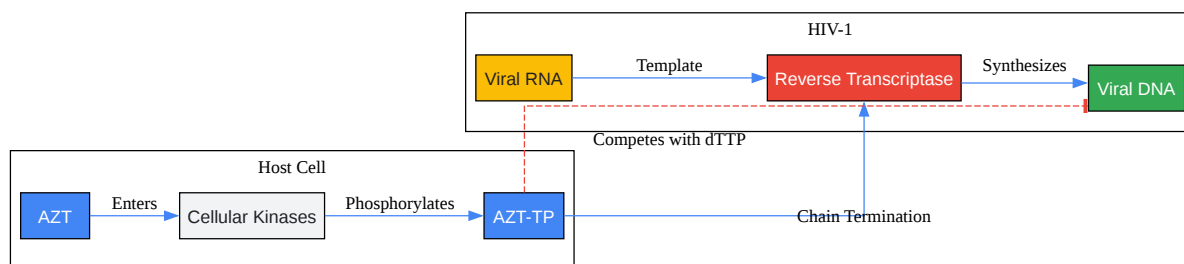 HIV-1
Viral RNA
Template
Reverse Transcriptase
Synthesizes
Viral DNA
Competes with dTTP
Host Cell
AZT
Enters
Cellular Kinases
Phosphorylates
AZT-TP
Chain Termination